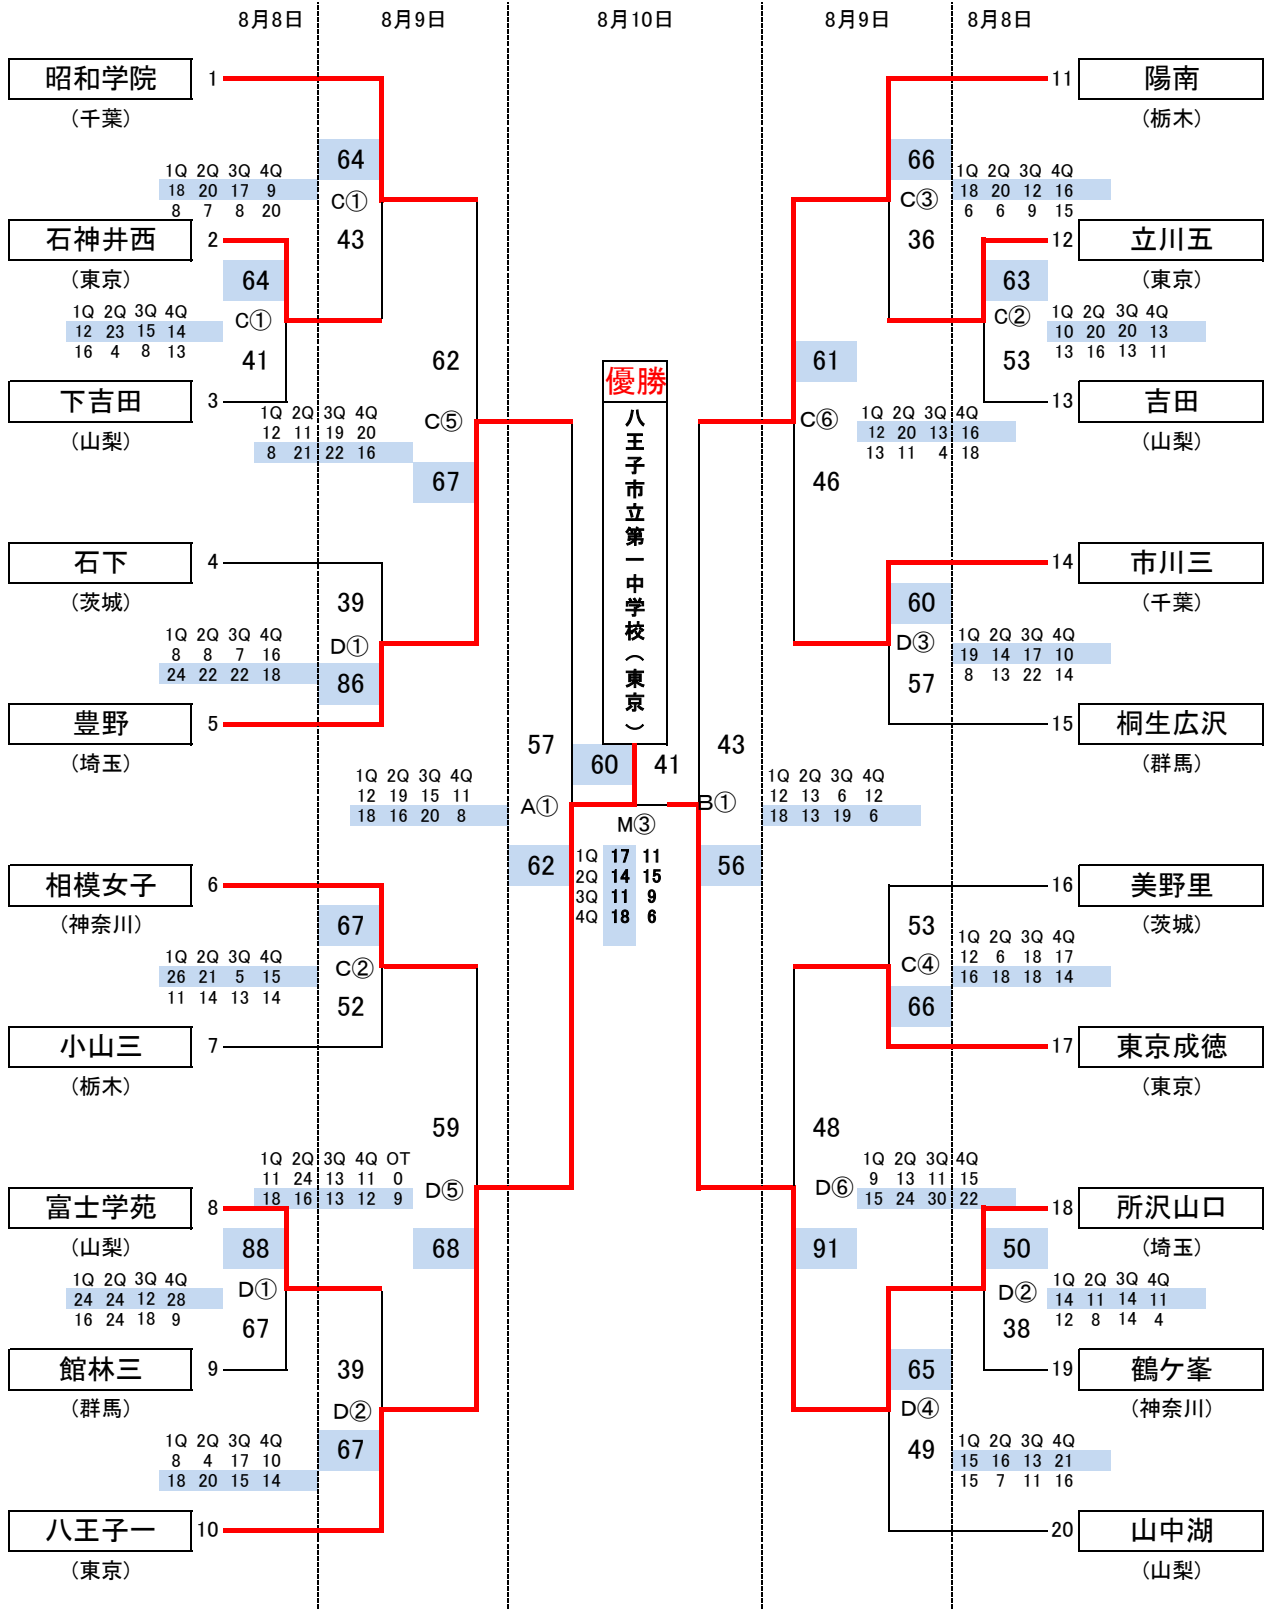 8月8日 8月9日 8月10日 8月9日 8月8日
昭和学院 1
(千葉)
1Q 2Q 3Q 4Q
18 20 17 9
8 7 8 20
64
C①
43
石神井西 2
(東京)
64
C①
41
1Q 2Q 3Q 4Q
12 23 15 14
16 4 8 13
下吉田 3
(山梨)
1Q 2Q 3Q 4Q
12 11 19 20
8 21 22 16
62
C⑤
67
石下 4
(茨城)
39
D①
86
1Q 2Q 3Q 4Q
8 8 7 16
24 22 22 18
豊野 5
(埼玉)
1Q 2Q 3Q 4Q
12 19 15 11
18 16 20 8
57
A①
62
相模女子 6
(神奈川)
67
C②
52
1Q 2Q 3Q 4Q
26 21 5 15
11 14 13 14
小山三 7
(栃木)
59
D⑤
68
1Q 2Q 3Q 4Q OT
11 24 13 11 0
18 16 13 12 9
富士学苑 8
(山梨)
88
D①
67
1Q 2Q 3Q 4Q
24 24 12 28
16 24 18 9
館林三 9
(群馬)
39
D②
67
1Q 2Q 3Q 4Q
8 4 17 10
18 20 15 14
八王子一 10
(東京)
優勝
八王子市立第一中学校(東京)
60 41
M③
1Q 17 11
2Q 14 15
3Q 11 9
4Q 18 6
11 陽南
(栃木)
66
C③
36
1Q 2Q 3Q 4Q
18 20 12 16
6 6 9 15
12 立川五
(東京)
63
C②
53
1Q 2Q 3Q 4Q
10 20 20 13
13 16 13 11
13 吉田
(山梨)
61
C⑥
46
1Q 2Q 3Q 4Q
12 20 13 16
13 11 4 18
14 市川三
(千葉)
60
D③
57
1Q 2Q 3Q 4Q
19 14 17 10
8 13 22 14
15 桐生広沢
(群馬)
43
B①
56
1Q 2Q 3Q 4Q
12 13 6 12
18 13 19 6
16 美野里
(茨城)
53
C④
66
1Q 2Q 3Q 4Q
12 6 18 17
16 18 18 14
17 東京成徳
(東京)
48
D⑥
91
1Q 2Q 3Q 4Q
9 13 11 15
15 24 30 22
18 所沢山口
(埼玉)
50
D②
38
1Q 2Q 3Q 4Q
14 11 14 11
12 8 14 4
19 鶴ケ峯
(神奈川)
65
D④
49
1Q 2Q 3Q 4Q
15 16 13 21
15 7 11 16
20 山中湖
(山梨)